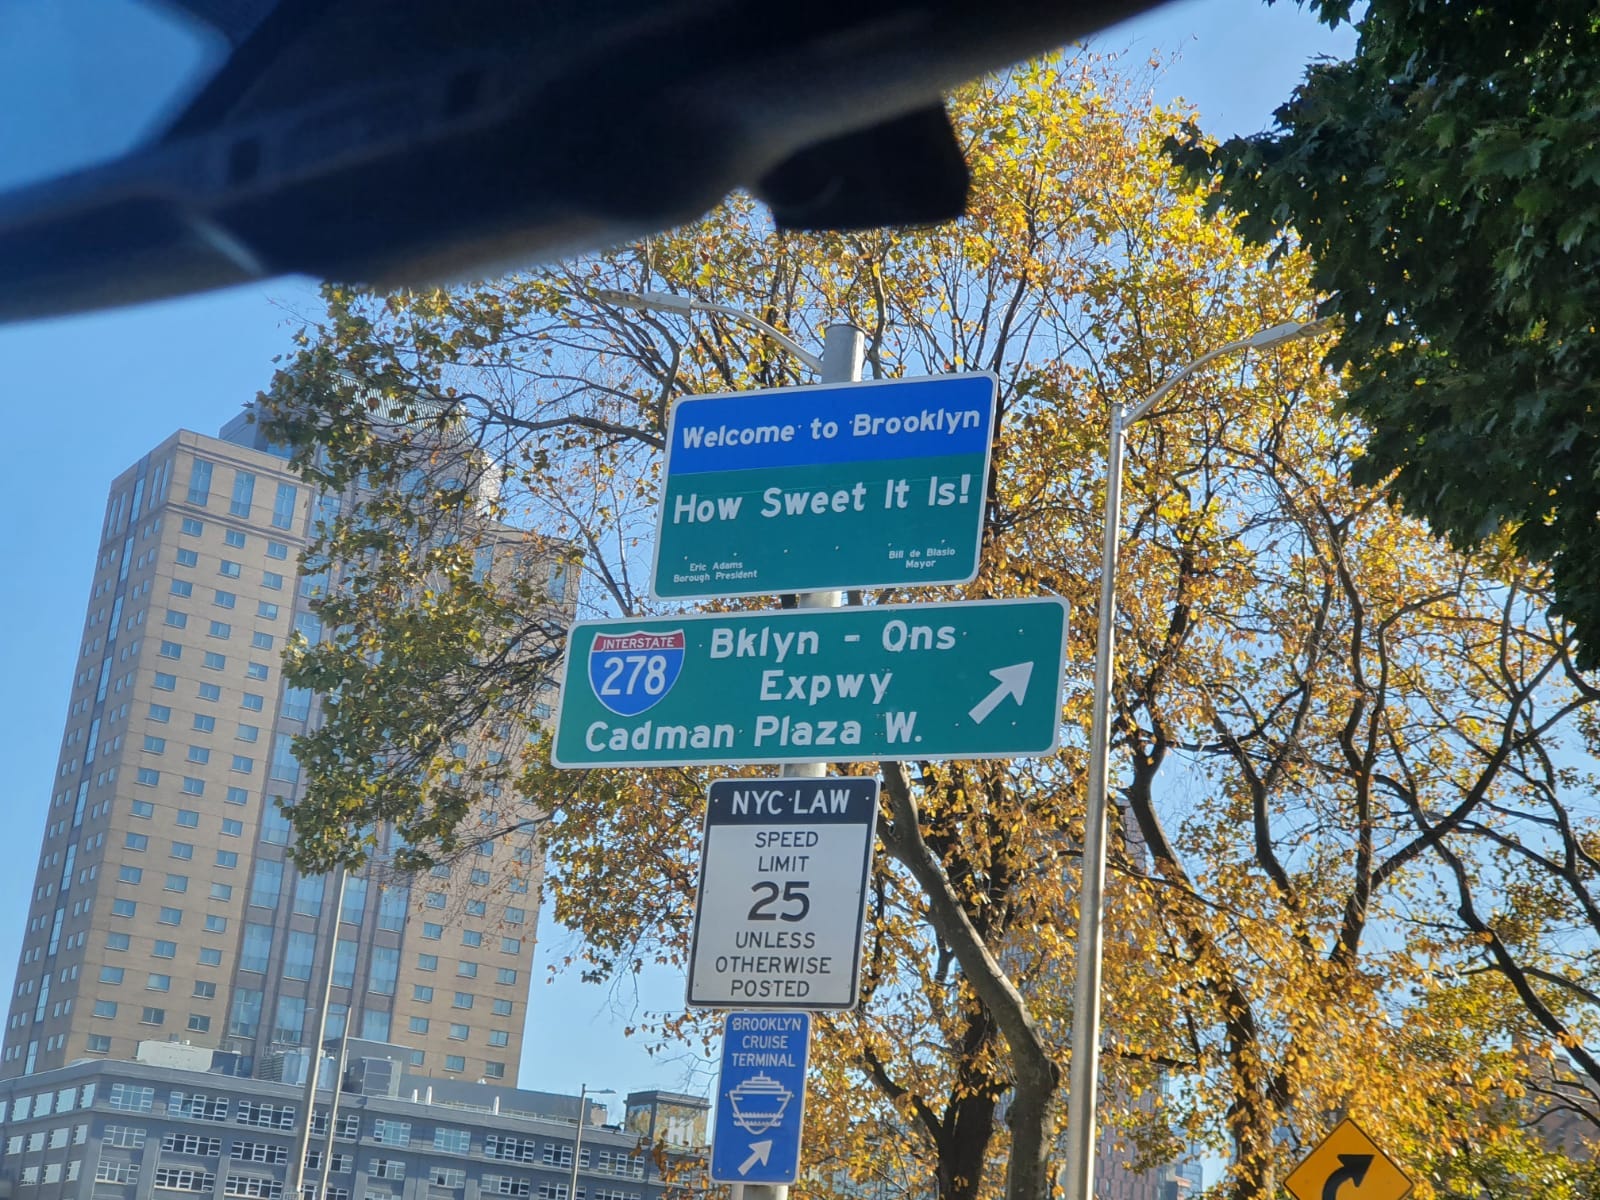 Welcome to Brooklyn
How Sweet It Is!
Eric Adams
Borough President
Bill de Blasio
Mayor
INTERSTATE
278
Bklyn - Qns
Expwy
Cadman Plaza W.
NYC LAW
SPEED
LIMIT
25
UNLESS
OTHERWISE
POSTED
BROOKLYN
CRUISE
TERMINAL